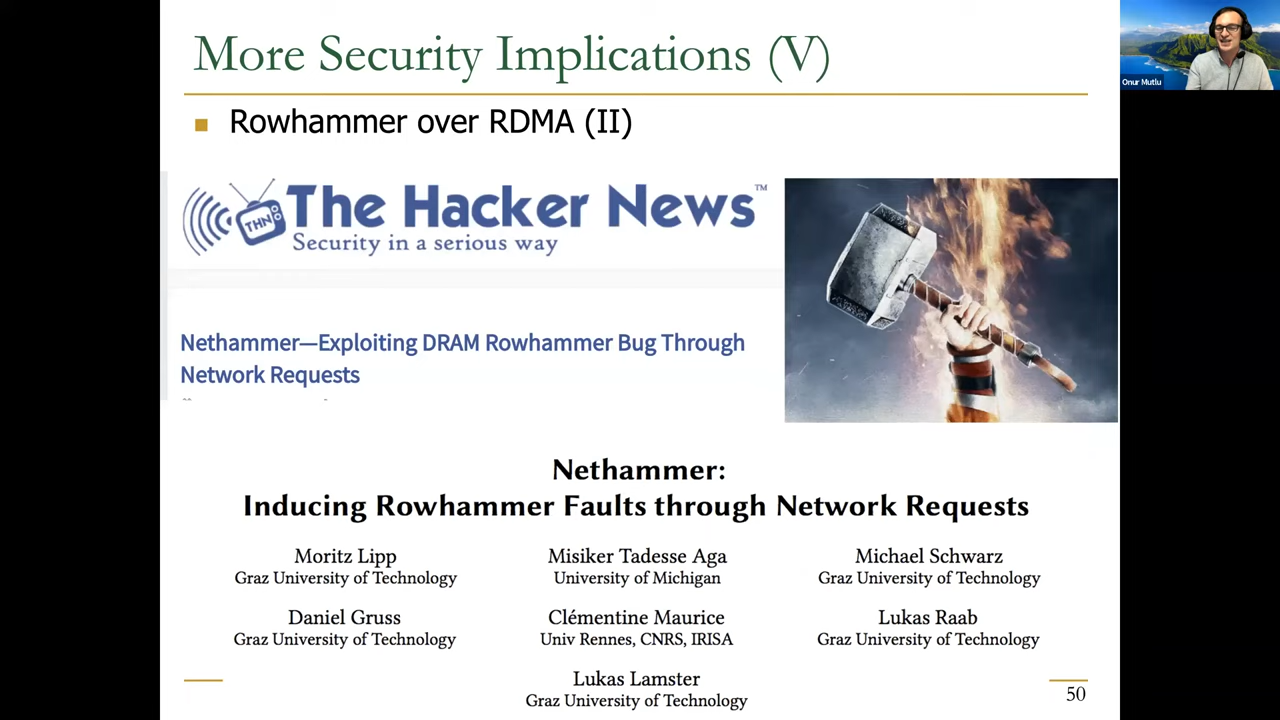 More Security Implications (V)
Onur Mutlu
Rowhammer over RDMA (II)
THN
The Hacker News™
Security in a serious way
Nethammer—Exploiting DRAM Rowhammer Bug Through
Network Requests
Nethammer:
Inducing Rowhammer Faults through Network Requests
Moritz Lipp
Graz University of Technology
Misiker Tadesse Aga
University of Michigan
Michael Schwarz
Graz University of Technology
Daniel Gruss
Graz University of Technology
Clémentine Maurice
Univ Rennes, CNRS, IRISA
Lukas Raab
Graz University of Technology
Lukas Lamster
Graz University of Technology
50